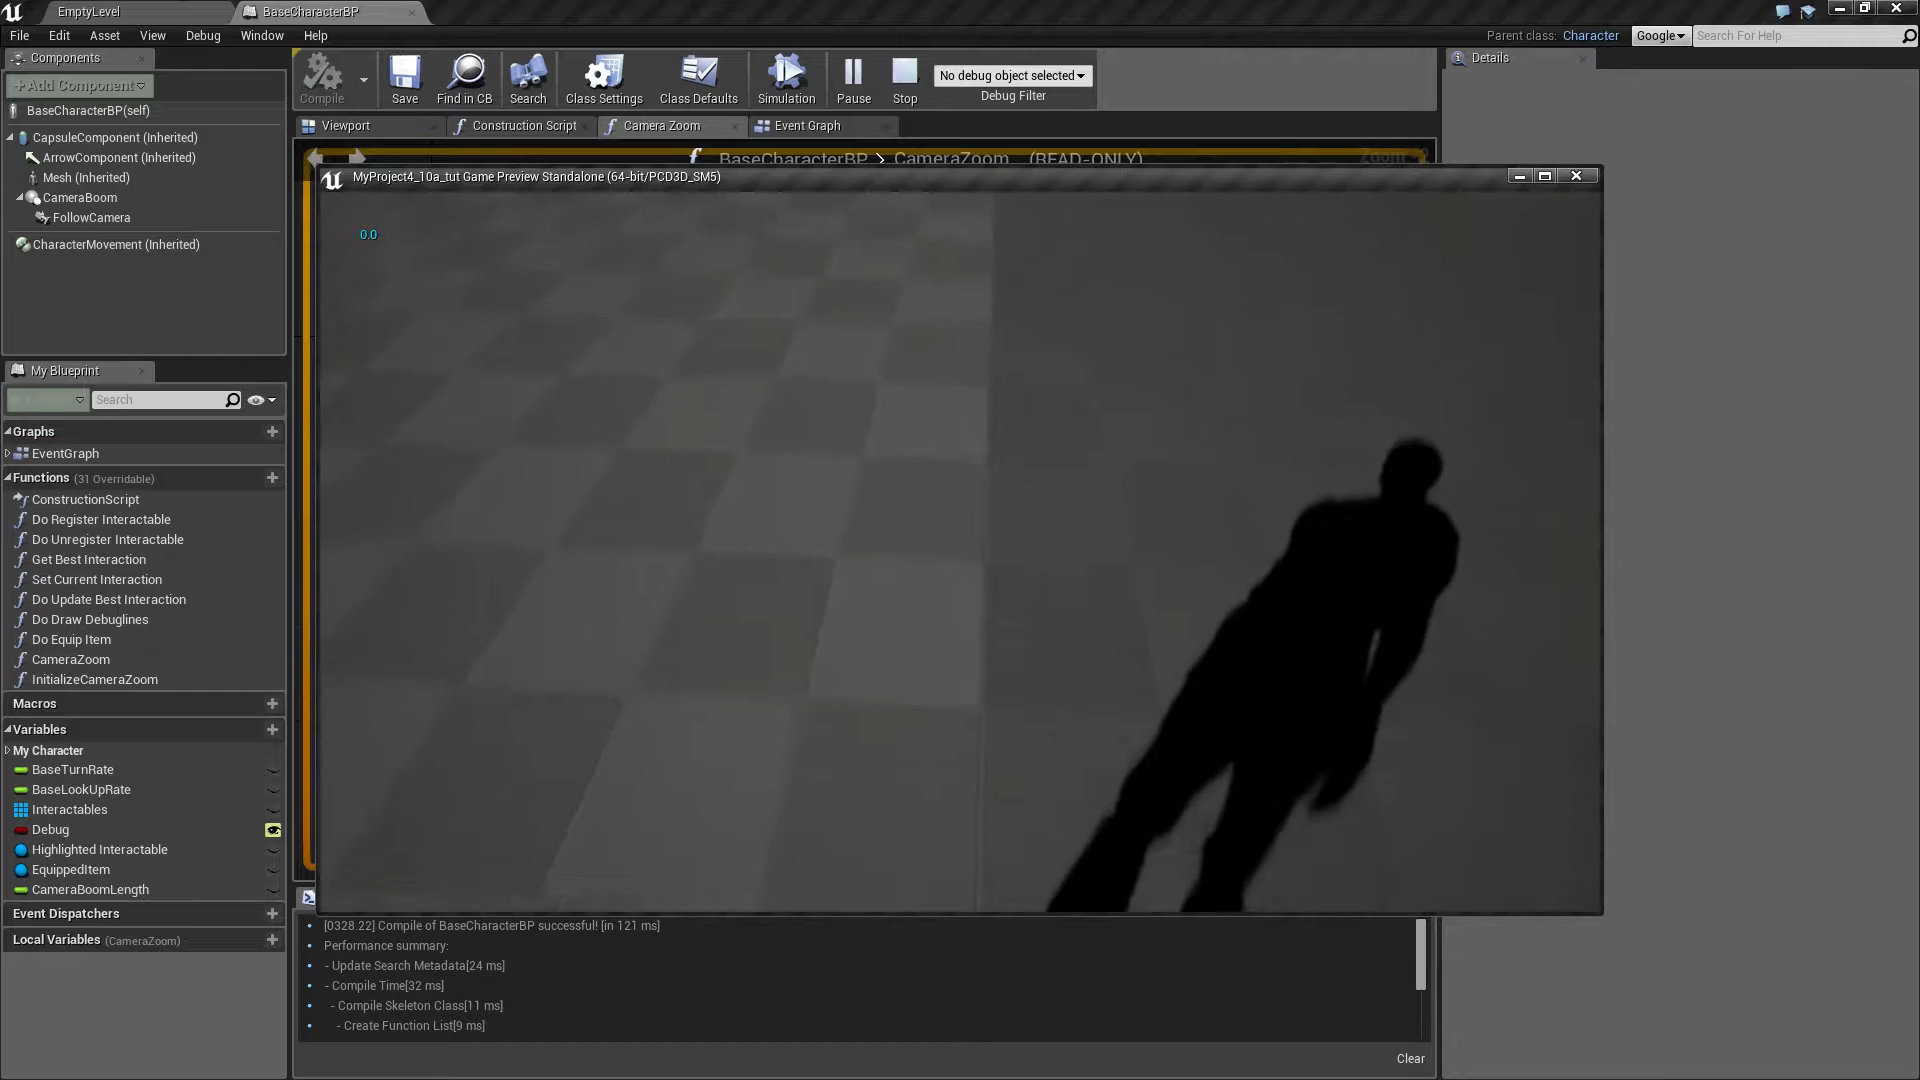 EmptyLevel
BaseCharacterBP
File Edit Asset View Debug Window Help
Parent class: Character
Google
Search For Help
Components
+Add Component
BaseCharacterBP(self)
CapsuleComponent (Inherited)
ArrowComponent (Inherited)
Mesh (Inherited)
CameraBoom
FollowCamera
CharacterMovement (Inherited)
Compile
Save
Find in CB
Search
Class Settings
Class Defaults
Simulation
Pause
Stop
No debug object selected
Debug Filter
Details
Viewport
Construction Script
Camera Zoom
Event Graph
BaseCharacterBP > CameraZoom (READ-ONLY)
MyProject4_10a_tut Game Preview Standalone (64-bit/PCD3D_SM5)
0.0
My Blueprint
Search
Graphs
EventGraph
Functions (31 Overridable)
ConstructionScript
Do Register Interactable
Do Unregister Interactable
Get Best Interaction
Set Current Interaction
Do Update Best Interaction
Do Draw Debuglines
Do Equip Item
CameraZoom
InitializeCameraZoom
Macros
Variables
My Character
BaseTurnRate
BaseLookUpRate
Interactables
Debug
Highlighted Interactable
EquippedItem
CameraBoomLength
Event Dispatchers
Local Variables (CameraZoom)
[0328.22] Compile of BaseCharacterBP successful! [in 121 ms]
Performance summary:
- Update Search Metadata[24 ms]
- Compile Time[32 ms]
- Compile Skeleton Class[11 ms]
- Create Function List[9 ms]
Clear